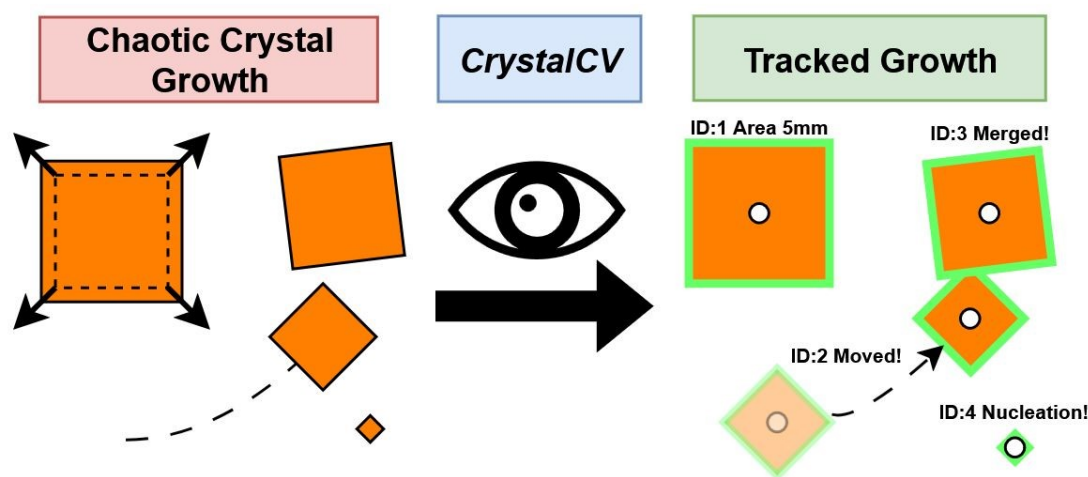 Chaotic Crystal
Growth
CrystalCV
Tracked Growth
ID:1 Area 5mm
ID:3 Merged!
ID:2 Moved!
ID:4 Nucleation!